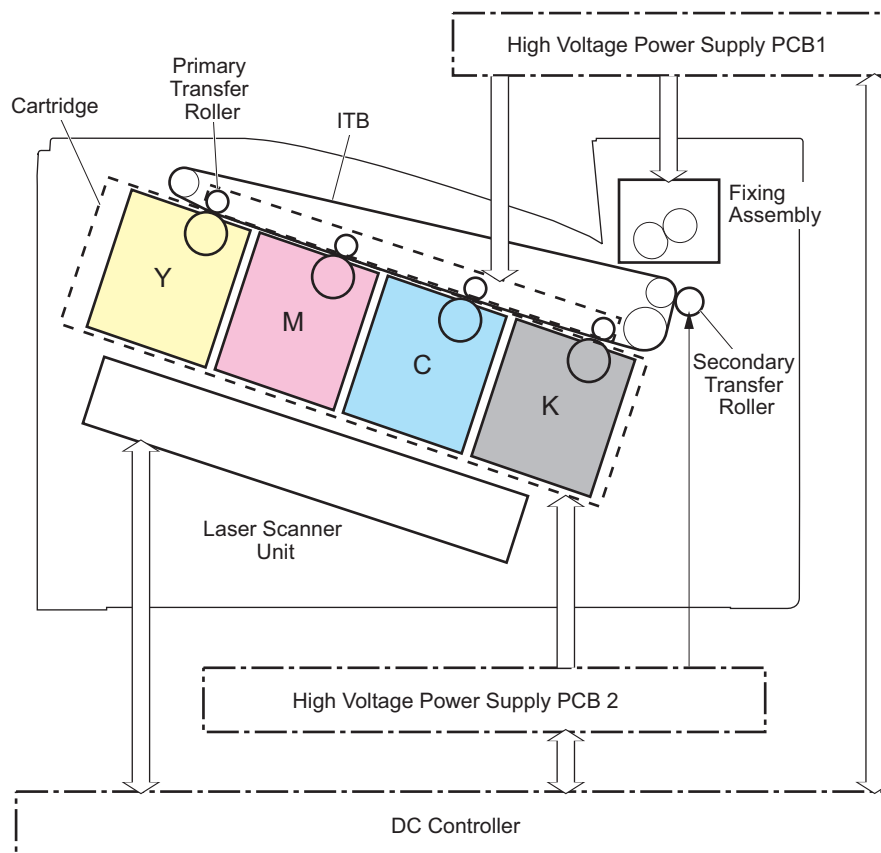 High Voltage Power Supply PCB1
Primary
Transfer
Roller
Cartridge
ITB
Fixing
Assembly
Y
M
C
K
Secondary
Transfer
Roller
Laser Scanner
Unit
High Voltage Power Supply PCB 2
DC Controller